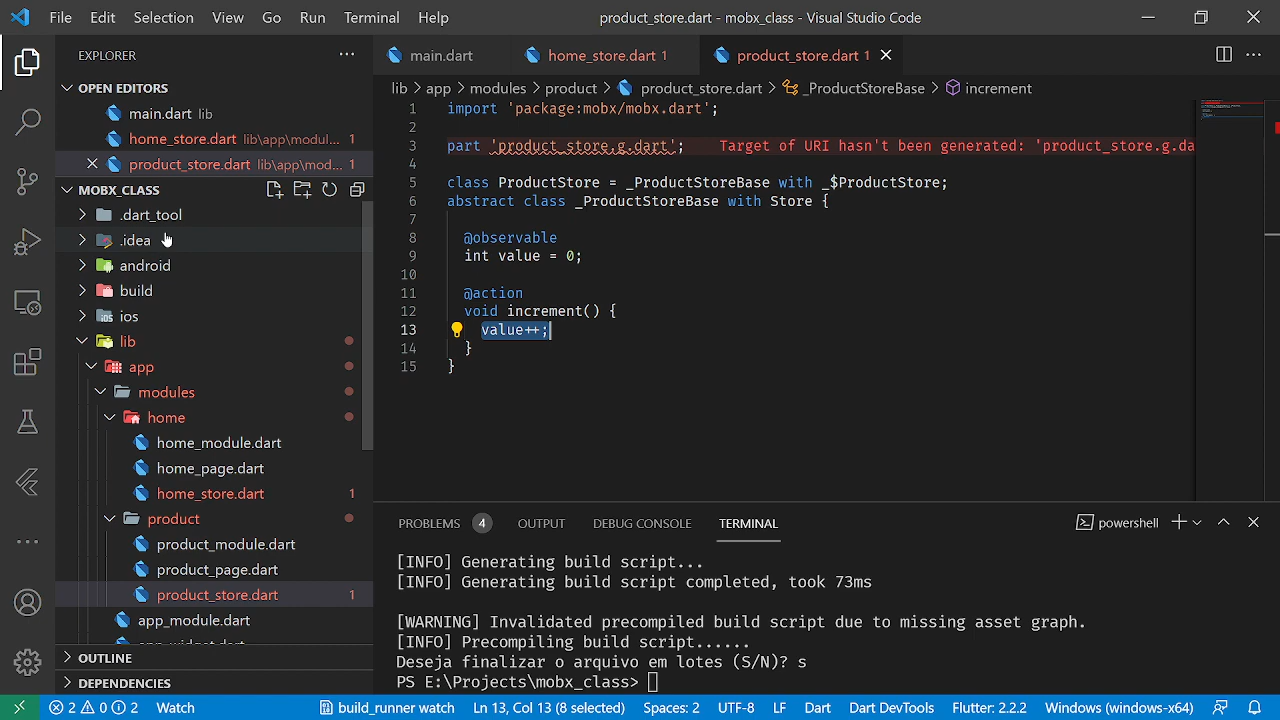 File Edit Selection View Go Run Terminal Help
product_store.dart - mobx_class - Visual Studio Code
EXPLORER
OPEN EDITORS
main.dart lib
home_store.dart lib\app\modul... 1
product_store.dart lib\app\mod... 1
MOBX_CLASS
.dart_tool
.idea
android
build
ios
lib
app
modules
home
home_module.dart
home_page.dart
home_store.dart 1
product
product_module.dart
product_page.dart
product_store.dart 1
app_module.dart
OUTLINE
DEPENDENCIES
main.dart home_store.dart 1 product_store.dart 1
lib > app > modules > product > product_store.dart > _ProductStoreBase > increment
1 import 'package:mobx/mobx.dart';
2
3 part 'product_store.g.dart'; Target of URI hasn't been generated: 'product_store.g.da
4
5 class ProductStore = _ProductStoreBase with _$ProductStore;
6 abstract class _ProductStoreBase with Store {
7
8 @observable
9 int value = 0;
10
11 @action
12 void increment() {
13 value++;
14 }
15 }
PROBLEMS 4 OUTPUT DEBUG CONSOLE TERMINAL powershell
[INFO] Generating build script...
[INFO] Generating build script completed, took 73ms
[WARNING] Invalidated precompiled build script due to missing asset graph.
[INFO] Precompiling build script......
Deseja finalizar o arquivo em lotes (S/N)? s
PS E:\Projects\mobx_class>
2 0 2 Watch build_runner watch Ln 13, Col 13 (8 selected) Spaces: 2 UTF-8 LF Dart Dart DevTools Flutter: 2.2.2 Windows (windows-x64)